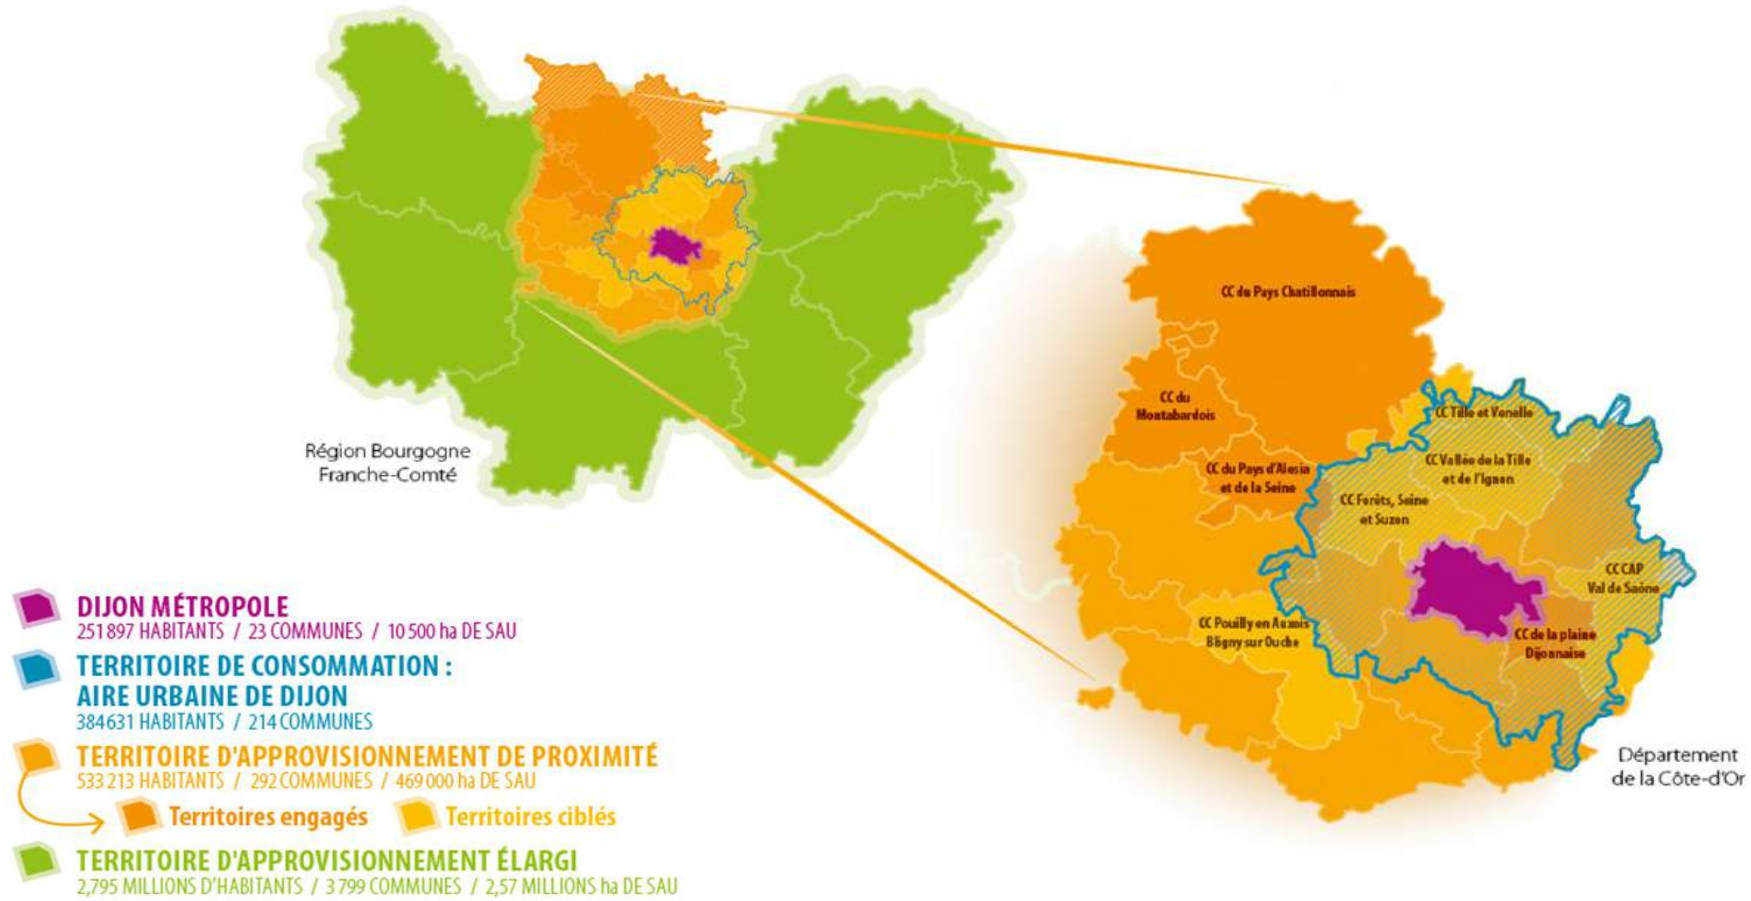 CC du Pays Chatillonnais
CC du
Montabardois
CC Tille et Venelle
CC du Pays d'Alesia
et de la Seine
CC Vallée de la Tille
et de l'Ignon
CC Forêts, Seine
et Suzon
CC CAP
Val de Saône
CC Pouilly en Auxois
Bligny sur Ouche
CC de la plaine
Dijonnaise
Région Bourgogne
Franche-Comté
Département
de la Côte-d'Or
DIJON MÉTROPOLE
251 897 HABITANTS / 23 COMMUNES / 10 500 ha DE SAU
TERRITOIRE DE CONSOMMATION :
AIRE URBAINE DE DIJON
384631 HABITANTS / 214 COMMUNES
TERRITOIRE D'APPROVISIONNEMENT DE PROXIMITÉ
533 213 HABITANTS / 292 COMMUNES / 469 000 ha DE SAU
Territoires engagés
Territoires ciblés
TERRITOIRE D'APPROVISIONNEMENT ÉLARGI
2,795 MILLIONS D'HABITANTS / 3 799 COMMUNES / 2,57 MILLIONS ha DE SAU